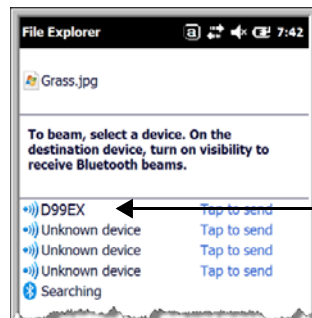 File Explorer a 7:42
Grass.jpg
To beam, select a device. On the
destination device, turn on visibility to
receive Bluetooth beams.
D99EX Tap to send
Unknown device Tap to send
Unknown device Tap to send
Unknown device Tap to send
Searching